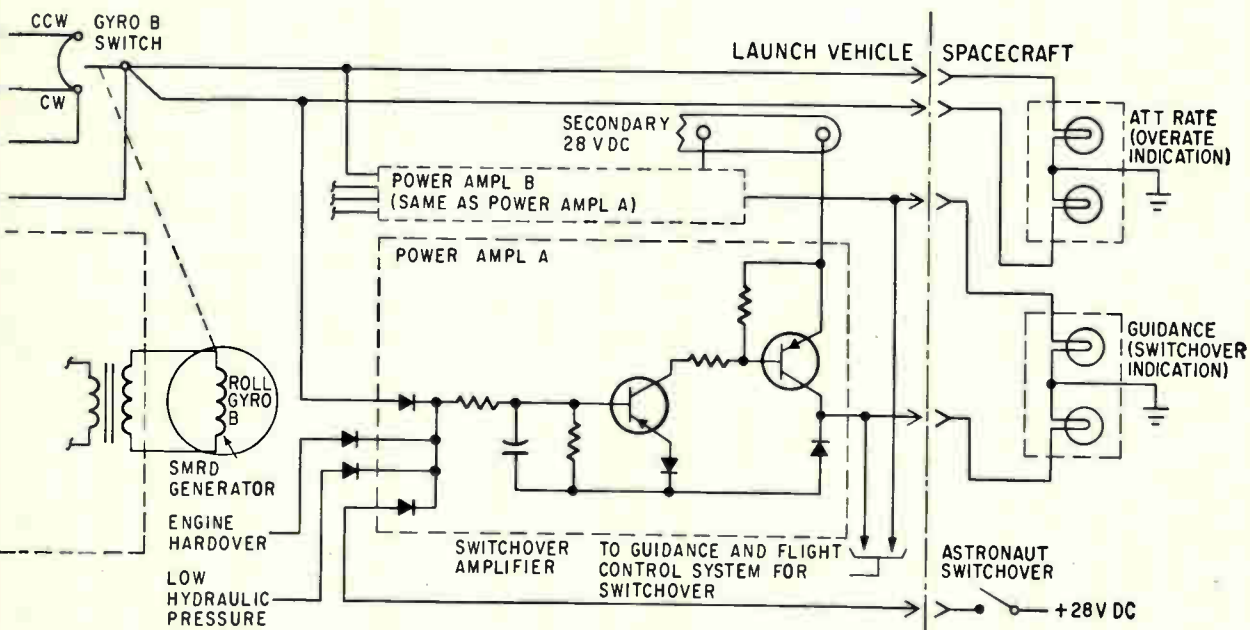 CCW
GYRO B
SWITCH
CW
LAUNCH VEHICLE
SPACECRAFT
SECONDARY
28 VDC
ATT RATE
(OVERATE
INDICATION)
POWER AMPL B
(SAME AS POWER AMPL A)
POWER AMPL A
GUIDANCE
(SWITCHOVER
INDICATION)
ROLL
GYRO
B
SMRD
GENERATOR
ENGINE
HARDOVER
LOW
HYDRAULIC
PRESSURE
SWITCHOVER
AMPLIFIER
TO GUIDANCE AND FLIGHT
CONTROL SYSTEM FOR
SWITCHOVER
ASTRONAUT
SWITCHOVER
+28V DC